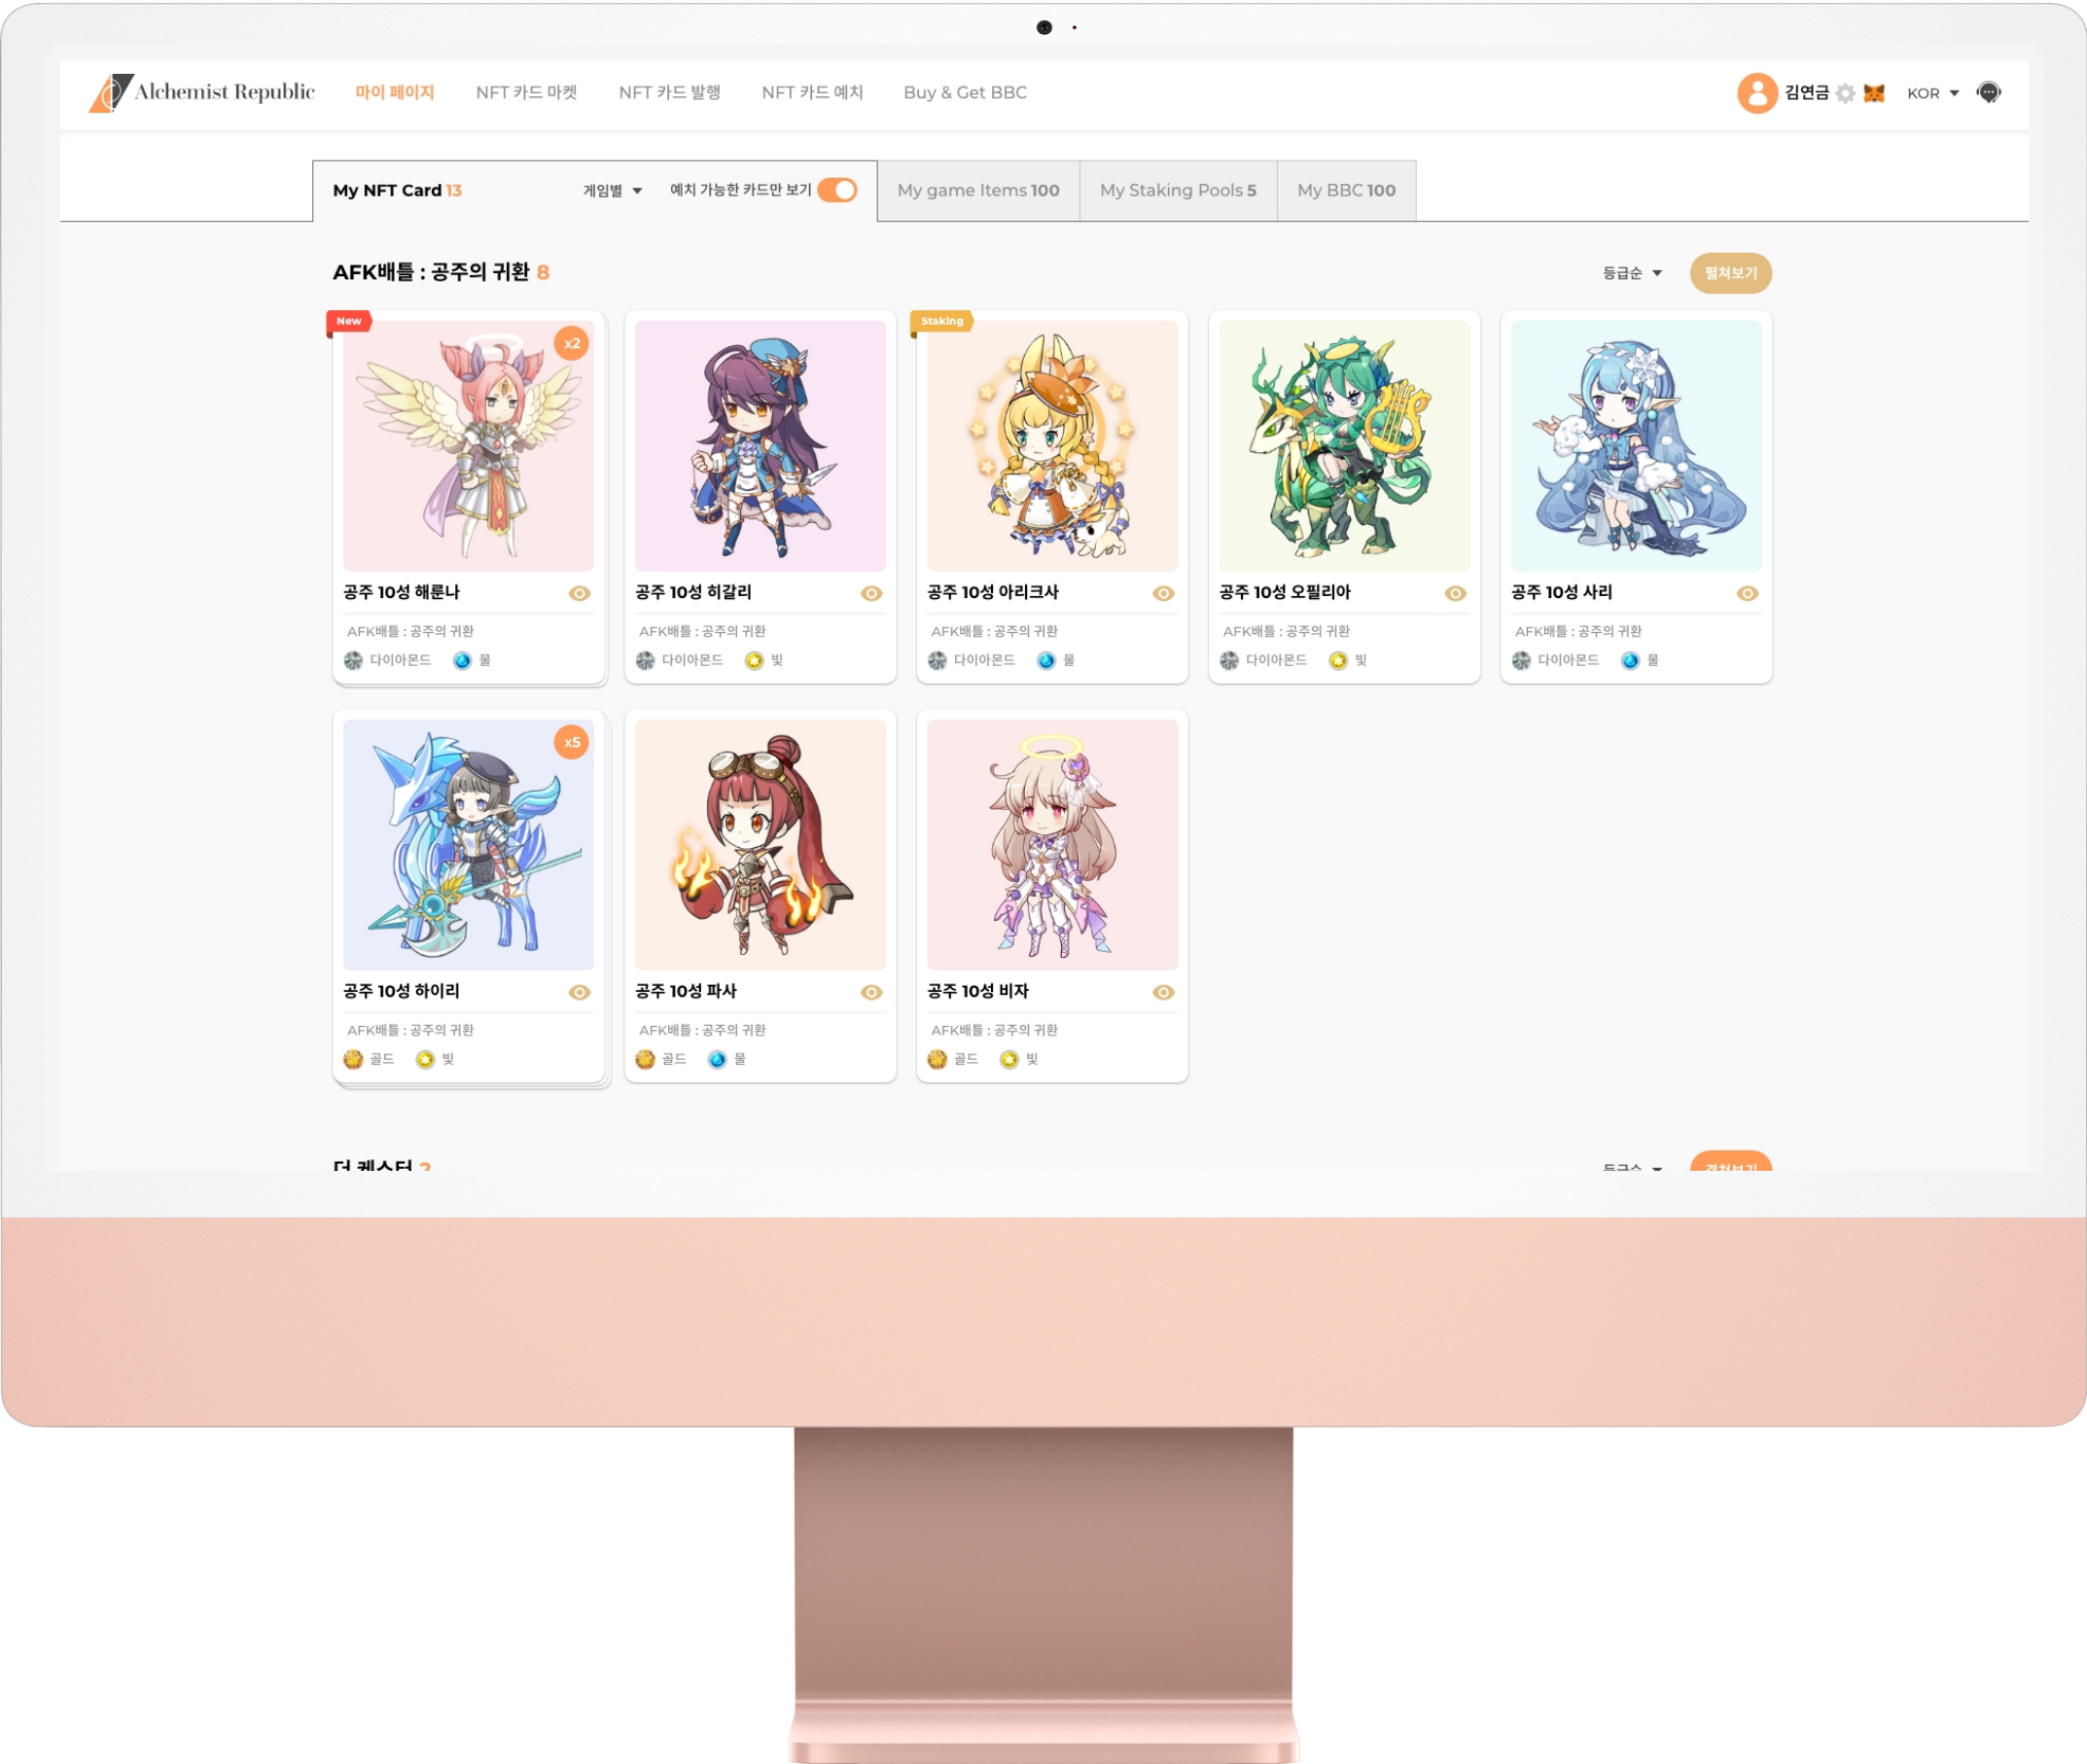 Alchemist Republic 마이 페이지 NFT 카드 마켓 NFT 카드 발행 NFT 카드 예치 Buy & Get BBC 김연금 KOR
My NFT Card 13 게임별 예치 가능한 카드만 보기 My game Items 100 My Staking Pools 5 My BBC 100
AFK배틀 : 공주의 귀환 8 등급순 펼쳐보기
New x2 Staking
공주 10성 해룬나 공주 10성 히갈리 공주 10성 아리크사 공주 10성 오필리아 공주 10성 사리
AFK배틀 : 공주의 귀환 AFK배틀 : 공주의 귀환 AFK배틀 : 공주의 귀환 AFK배틀 : 공주의 귀환 AFK배틀 : 공주의 귀환
다이아몬드 물 다이아몬드 빛 다이아몬드 물 다이아몬드 빛 다이아몬드 물
x5
공주 10성 하이리 공주 10성 파사 공주 10성 비자
AFK배틀 : 공주의 귀환 AFK배틀 : 공주의 귀환 AFK배틀 : 공주의 귀환
골드 빛 골드 물 골드 빛
더 케스터 2 등급순 겹쳐보기